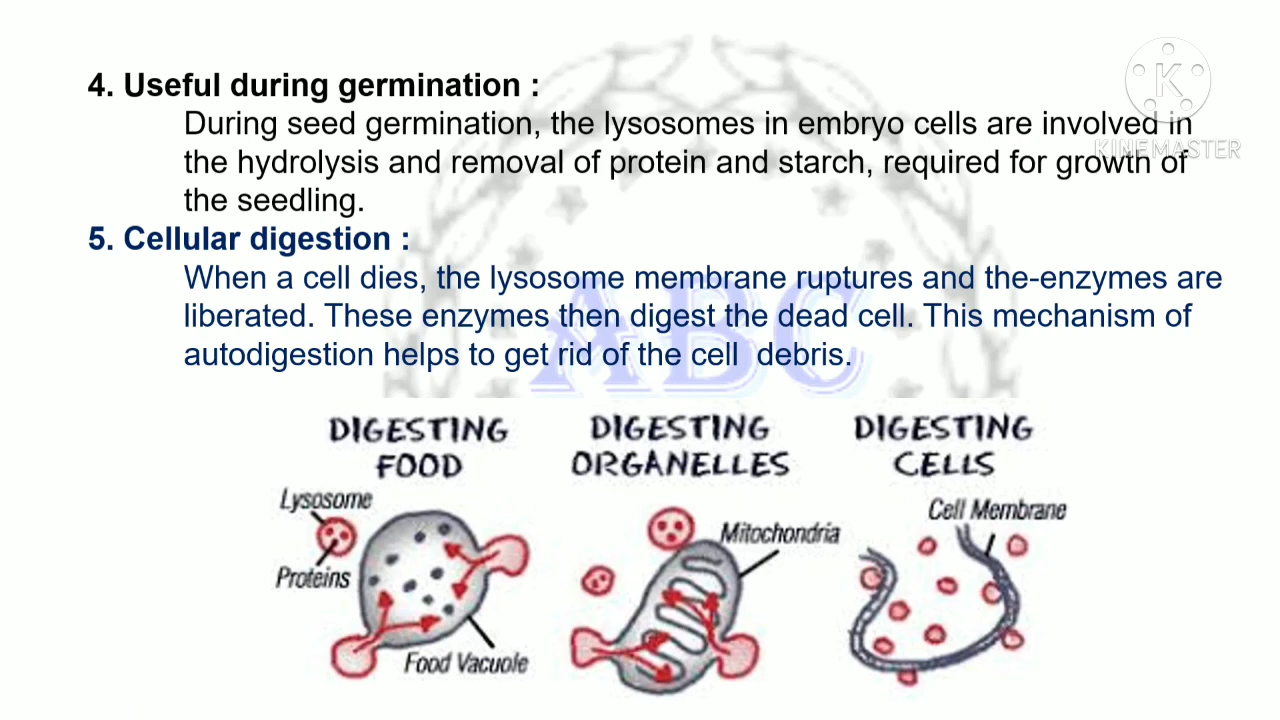 4. Useful during germination :
During seed germination, the lysosomes in embryo cells are involved in
the hydrolysis and removal of protein and starch, required for growth of
the seedling.
5. Cellular digestion :
When a cell dies, the lysosome membrane ruptures and the-enzymes are
liberated. These enzymes then digest the dead cell. This mechanism of
autodigestion helps to get rid of the cell debris.
K
KINEMASTER
ABC
DIGESTING
FOOD
Lysosome
Proteins
Food Vacuole
DIGESTING
ORGANELLES
Mitochondria
DIGESTING
CELLS
Cell Membrane